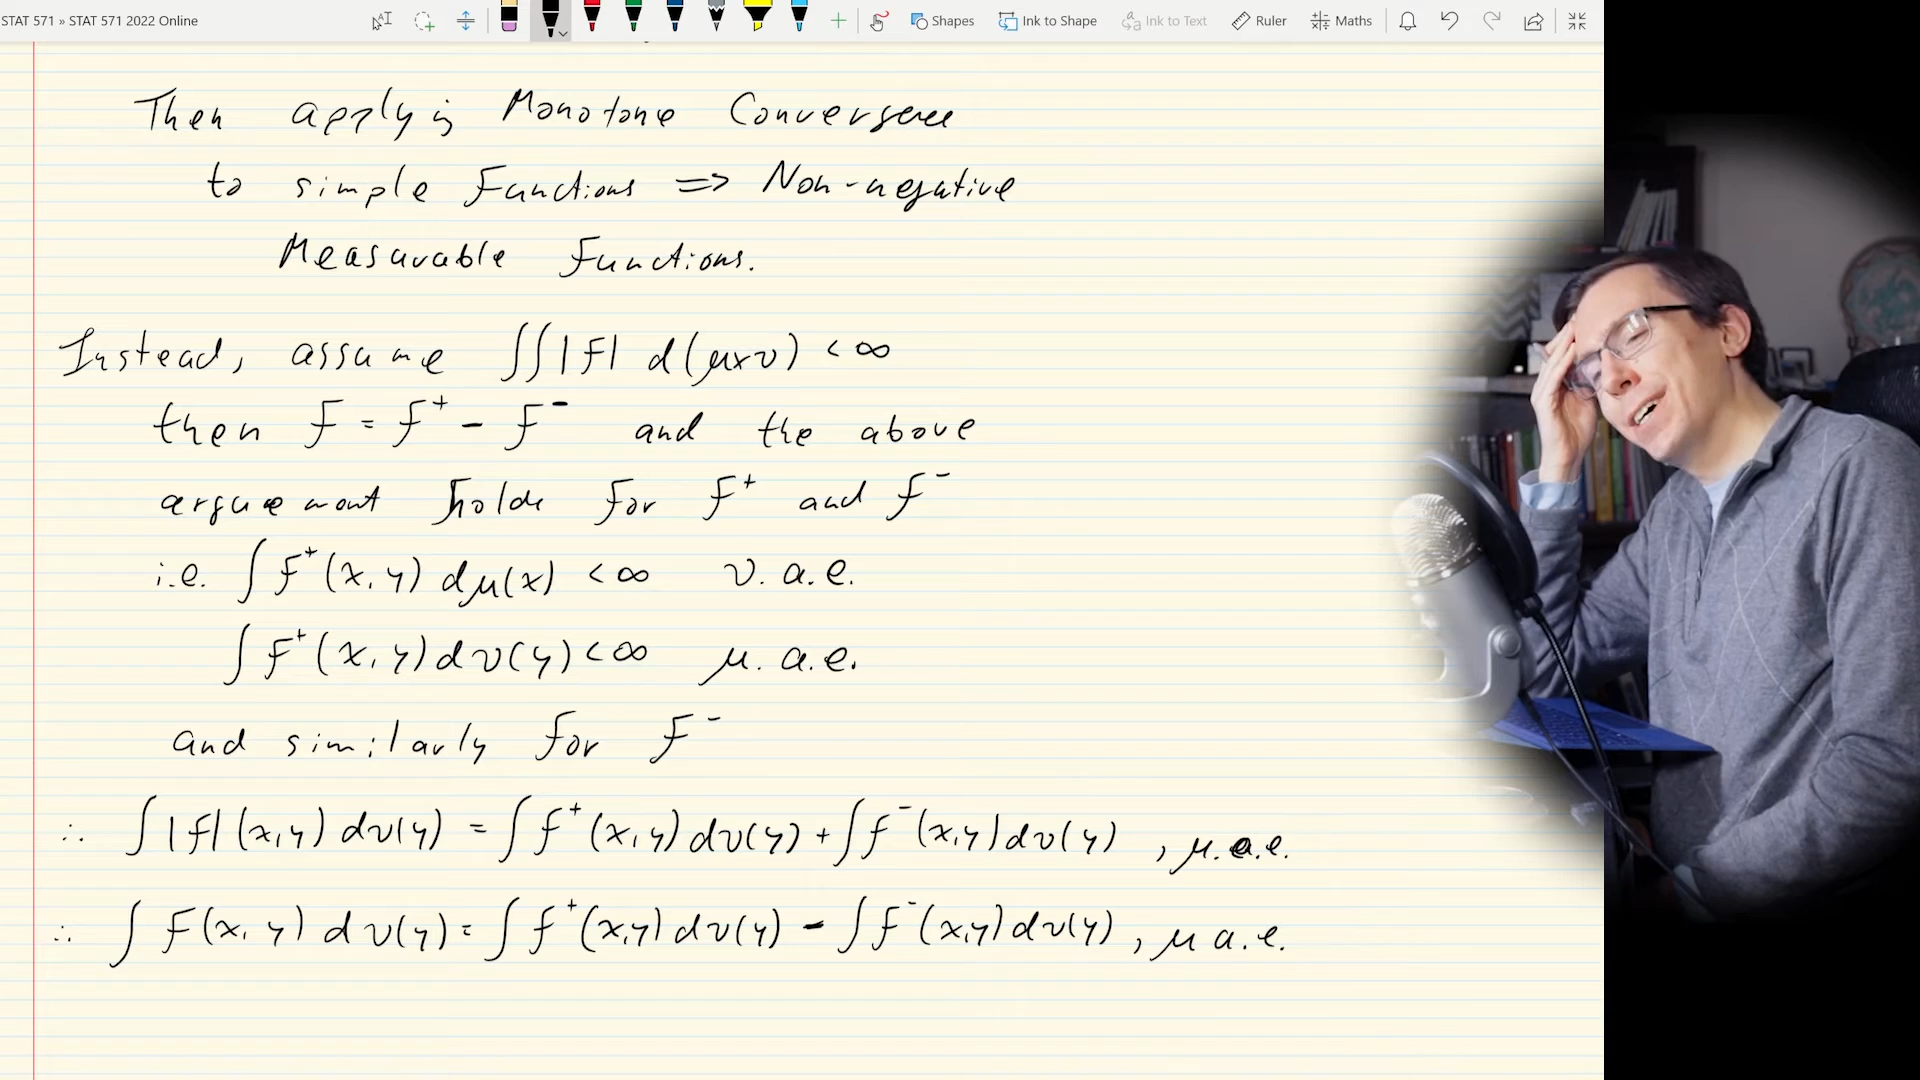 STAT 571 » STAT 571 2022 Online
Shapes Ink to Shape Ink to Text Ruler Maths
Then applying Monotone Convergence
to simple Functions => Non-negative
Measurable Functions.
Instead, assume ∫∫|f| d(μ×ν) < ∞
then f = f⁺ - f⁻ and the above
arguement holds for f⁺ and f⁻
i.e. ∫f⁺(x,y) dμ(x) < ∞ ν. a.e.
∫f⁺(x,y)dν(y) < ∞ μ. a.e.
and similarly for f⁻
∴ ∫|f|(x,y) dν(y) = ∫f⁺(x,y) dν(y) + ∫f⁻(x,y)dν(y) , μ. a.e.
∴ ∫f(x,y) dν(y) = ∫f⁺(x,y) dν(y) - ∫f⁻(x,y)dν(y) , μ a.e.